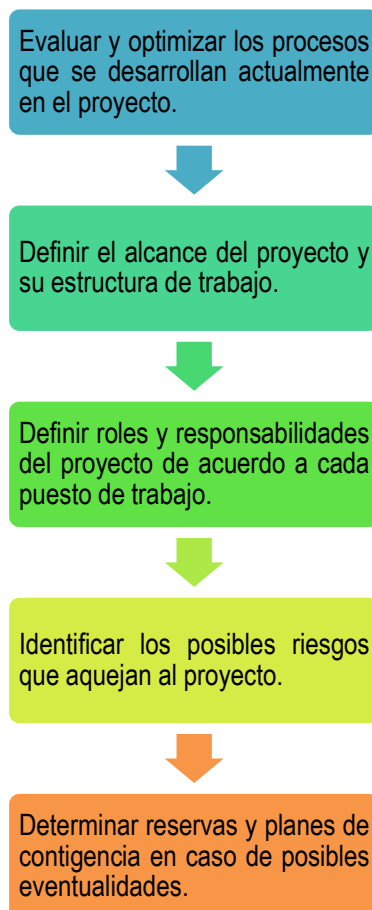 Evaluar y optimizar los procesos
que se desarrollan actualmente
en el proyecto.
Definir el alcance del proyecto y
su estructura de trabajo.
Definir roles y responsabilidades
del proyecto de acuerdo a cada
puesto de trabajo.
Identificar los posibles riesgos
que aquejan al proyecto.
Determinar reservas y planes de
contigencia en caso de posibles
eventualidades.